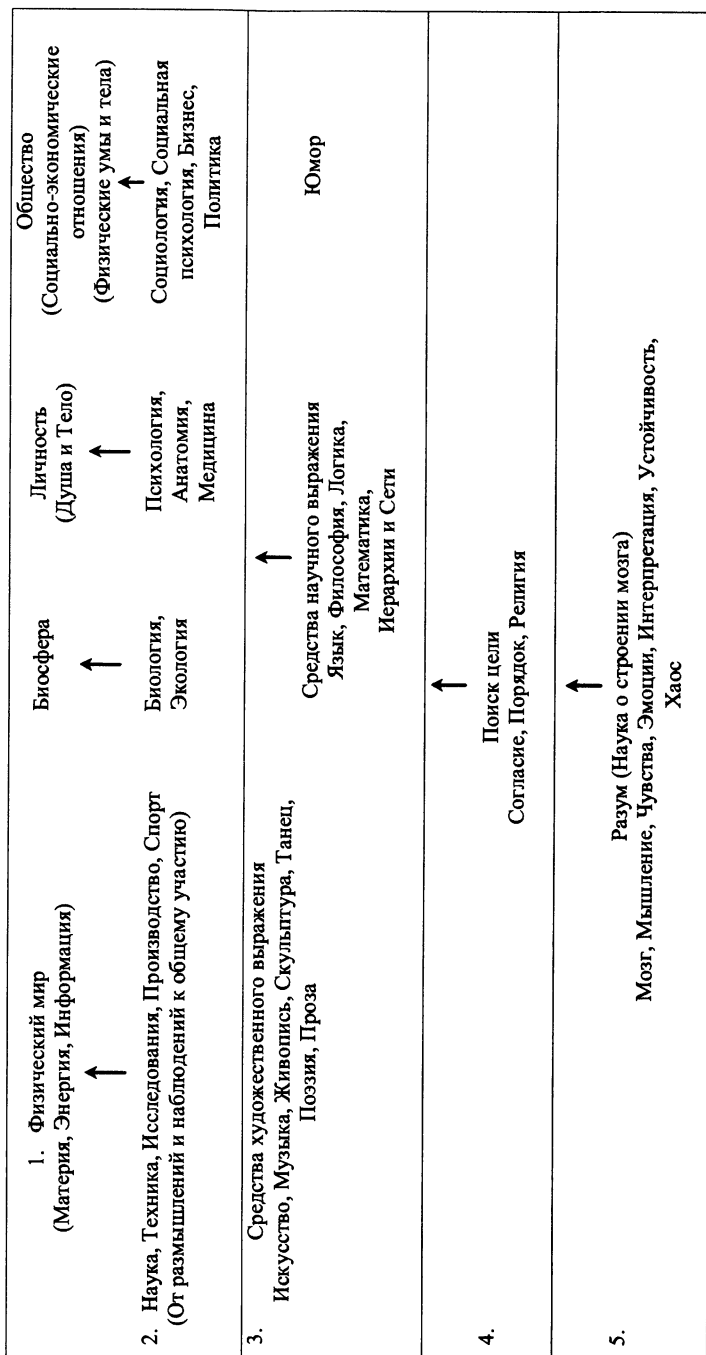 1. Физический мир
(Материя, Энергия, Информация)
Биосфера
Личность
(Душа и Тело)
Общество
(Социально-экономические
отношения)
(Физические умы и тела)
2. Наука, Техника, Исследования, Производство, Спорт
(От размышлений и наблюдений к общему участию)
Биология,
Экология
Психология,
Анатомия,
Медицина
Социология, Социальная
психология, Бизнес,
Политика
3.
Средства художественного выражения
Искусство, Музыка, Живопись, Скульптура, Танец,
Поэзия, Проза
Средства научного выражения
Язык, Философия, Логика,
Математика,
Иерархии и Сети
Юмор
4.
Поиск цели
Согласие, Порядок, Религия
5.
Разум (Наука о строении мозга)
Мозг, Мышление, Чувства, Эмоции, Интерпретация, Устойчивость,
Хаос